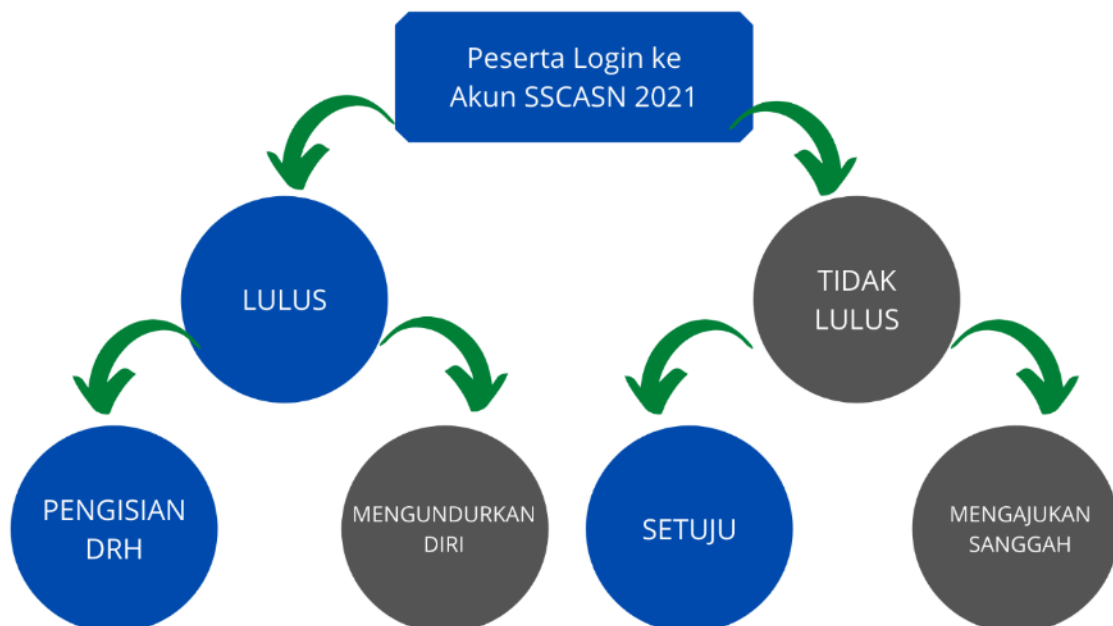 Peserta Login ke
Akun SSCASN 2021
LULUS
TIDAK
LULUS
PENGISIAN
DRH
MENGUNDURKAN
DIRI
SETUJU
MENGAJUKAN
SANGGAH